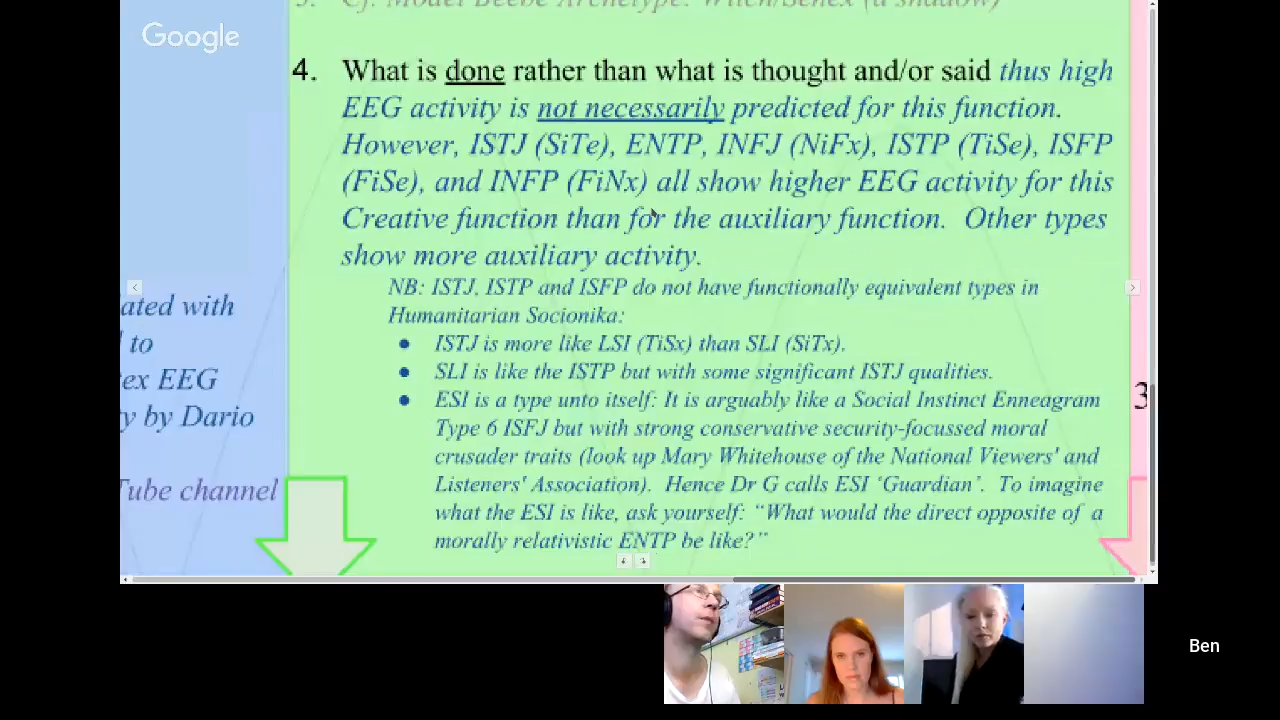 Google
3. Cf. Model Beebe Archetype: Witch/Senex (a shadow)
4. What is done rather than what is thought and/or said thus high
EEG activity is not necessarily predicted for this function.
However, ISTJ (SiTe), ENTP, INFJ (NiFx), ISTP (TiSe), ISFP
(FiSe), and INFP (FiNx) all show higher EEG activity for this
Creative function than for the auxiliary function. Other types
show more auxiliary activity.
NB: ISTJ, ISTP and ISFP do not have functionally equivalent types in
Humanitarian Socionika:
● ISTJ is more like LSI (TiSx) than SLI (SiTx).
● SLI is like the ISTP but with some significant ISTJ qualities.
● ESI is a type unto itself: It is arguably like a Social Instinct Enneagram
Type 6 ISFJ but with strong conservative security-focussed moral
crusader traits (look up Mary Whitehouse of the National Viewers' and
Listeners' Association). Hence Dr G calls ESI ‘Guardian’. To imagine
what the ESI is like, ask yourself: “What would the direct opposite of a
morally relativistic ENTP be like?”
ated with
to
tex EEG
y by Dario
Tube channel
3
Ben